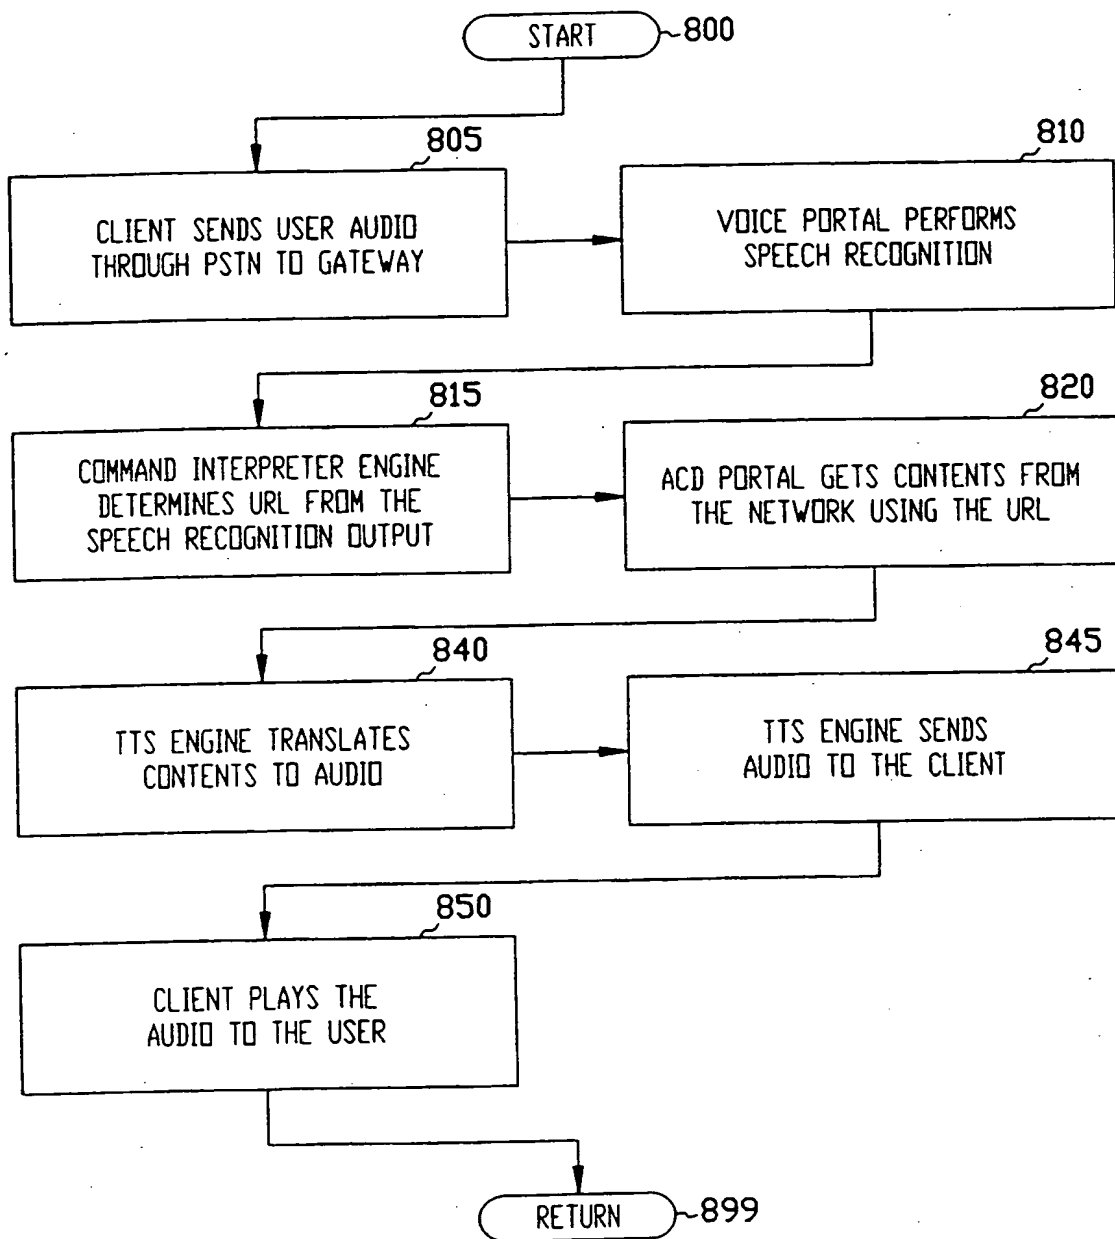 START
800
805
CLIENT SENDS USER AUDIO
THROUGH PSTN TO GATEWAY
810
VOICE PORTAL PERFORMS
SPEECH RECOGNITION
815
COMMAND INTERPRETER ENGINE
DETERMINES URL FROM THE
SPEECH RECOGNITION OUTPUT
820
ACD PORTAL GETS CONTENTS FROM
THE NETWORK USING THE URL
840
TTS ENGINE TRANSLATES
CONTENTS TO AUDIO
845
TTS ENGINE SENDS
AUDIO TO THE CLIENT
850
CLIENT PLAYS THE
AUDIO TO THE USER
RETURN
899